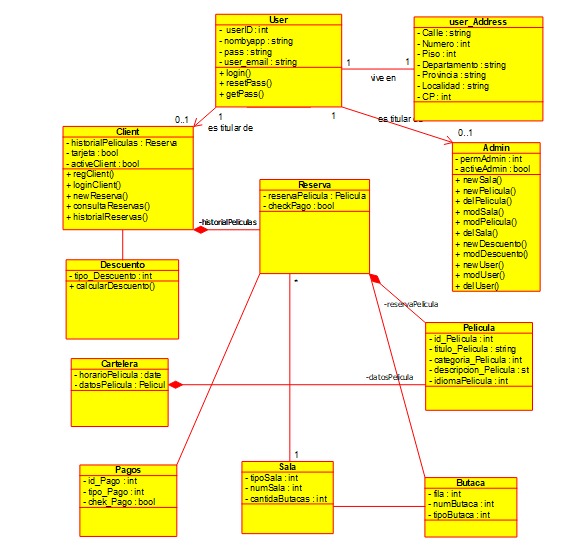 User
- userID : int
- nombyapp : string
- pass : string
- user_email : string
+ login()
+ resetPass()
+ getPass()
user_Address
- Calle : string
- Numero : int
- Piso : int
- Departamento : string
- Provincia : string
- Localidad : string
- CP : int
1
1
vive en
0..1
1
es titular de
1
es titular de
0..1
Client
- historialPeliculas : Reserva
- tarjeta : bool
- activeClient : bool
+ regClient()
+ loginClient()
+ newReserva()
+ consultaReservas()
+ historialReservas()
Admin
- permAdmin : int
- activeAdmin : bool
+ newSala()
+ newPelicula()
+ delPelicula()
+ modSala()
+ modPelicula()
+ delSala()
+ newDescuento()
+ modDescuento()
+ newUser()
+ modUser()
+ delUser()
Reserva
- reservaPelicula : Pelicula
- checkPago : bool
-historialPeliculas
Descuento
- tipo_Descuento : int
+ calcularDescuento()
*
-reservaPelicula
Pelicula
- id_Pelicula : int
- titulo_Pelicula : string
- categoria_Pelicula : int
- descripcion_Pelicula : st
- idiomaPelicula : int
Cartelera
- horarioPelicula : date
- datosPelicula : Pelicul
-datosPelicula
1
Pagos
- id_Pago : int
- tipo_Pago : int
- chek_Pago : bool
Sala
- tipoSala : int
- numSala : int
- cantidaButacas : int
Butaca
- fila : int
- numButaca : int
- tipoButaca : int